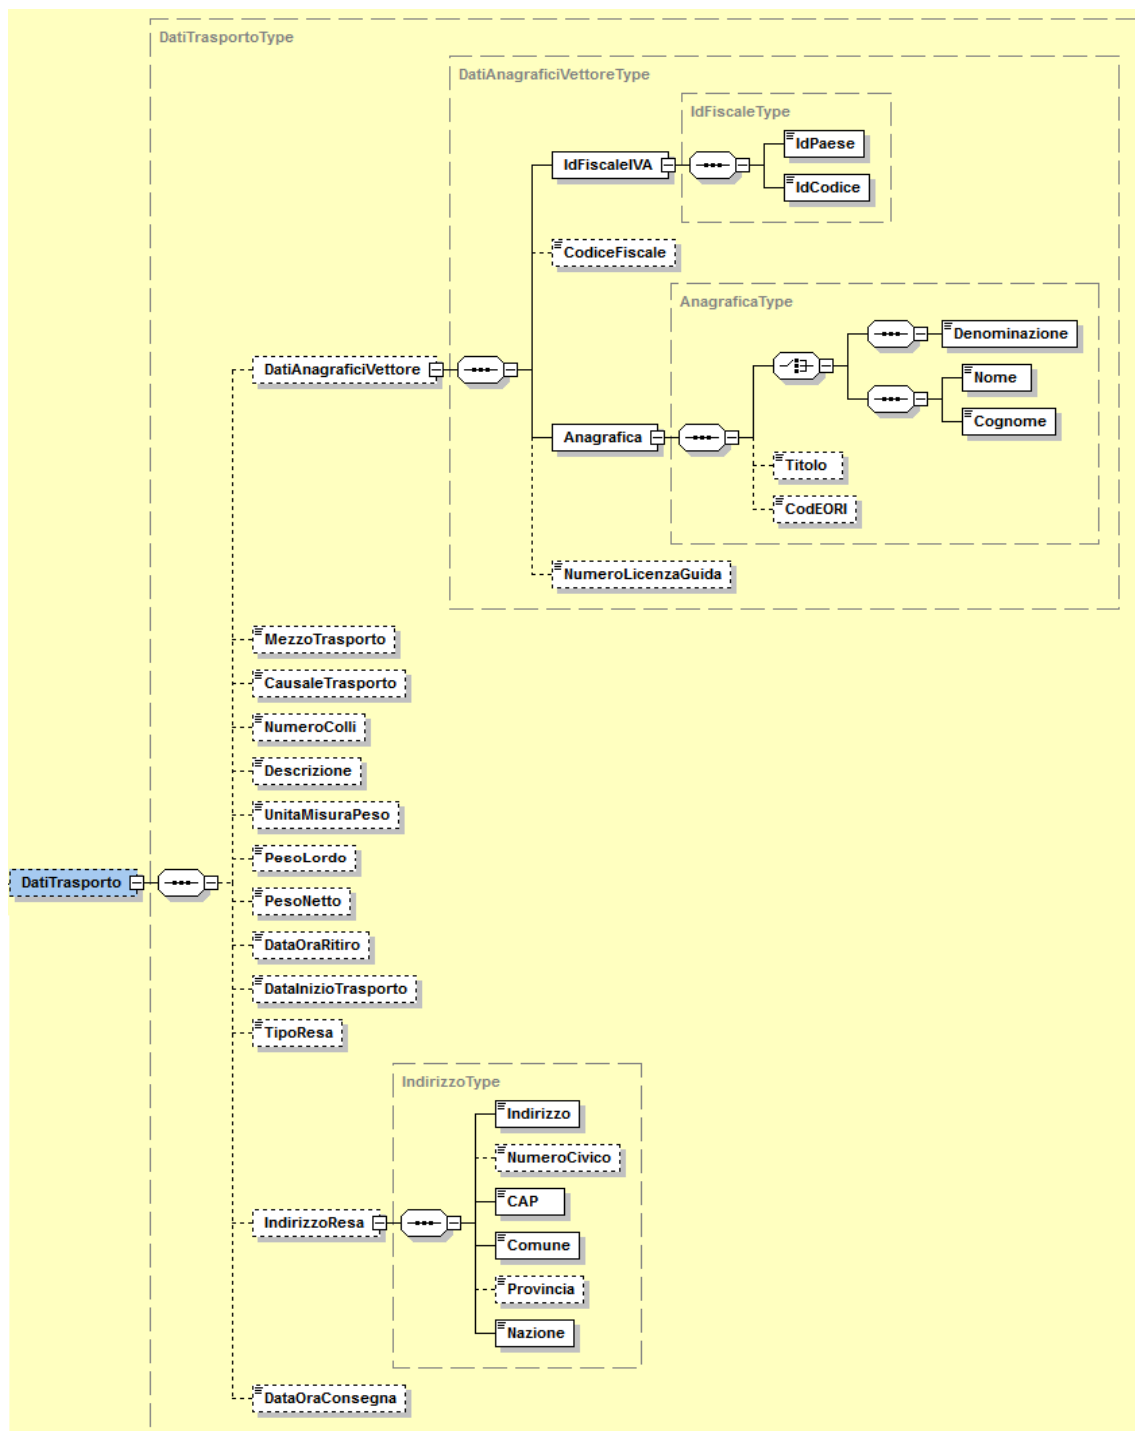 DatiTrasportoType
DatiAnagraficiVettoreType
IdFiscaleType
IdPaese
IdFiscaleIVA
IdCodice
CodiceFiscale
AnagraficaType
Denominazione
DatiAnagraficiVettore
Nome
Cognome
Anagrafica
Titolo
CodEORI
NumeroLicenzaGuida
MezzoTrasporto
CausaleTrasporto
NumeroColli
Descrizione
UnitaMisuraPeso
PesoLordo
DatiTrasporto
PesoNetto
DataOraRitiro
DataInizioTrasporto
TipoResa
IndirizzoType
Indirizzo
NumeroCivico
CAP
IndirizzoResa
Comune
Provincia
Nazione
DataOraConsegna